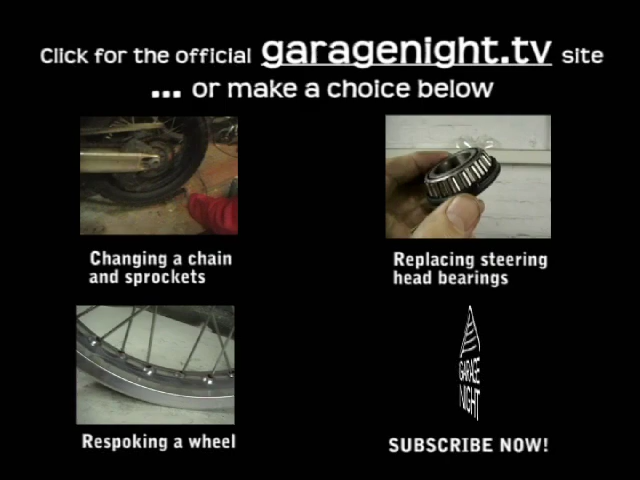 Click for the official garagenight.tv site
... or make a choice below
Changing a chain
and sprockets
Replacing steering
head bearings
Respoking a wheel
GARAGE
NIGHT
SUBSCRIBE NOW!